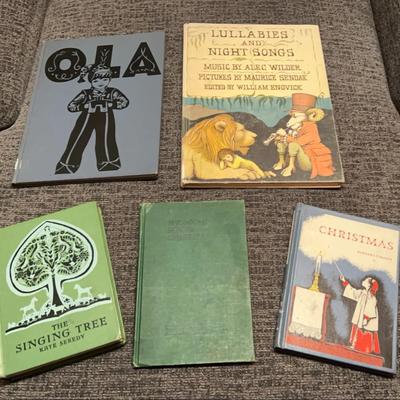 OLA
LULLABIES
AND
NIGHT SONGS
MUSIC BY ALEC WILDER
PICTURES BY MAURICE SENDAK
EDITED BY WILLIAM ENGVICK
THE
SINGING TREE
KATE SEREDY
CHRISTMAS